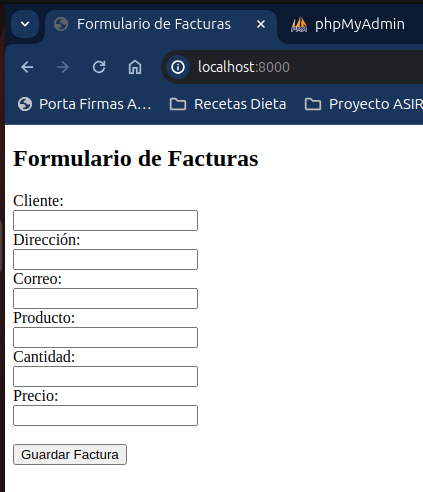 Formulario de Facturas
phpMyAdmin
localhost:8000
Porta Firmas A…
Recetas Dieta
Proyecto ASIR
Formulario de Facturas
Cliente:
Dirección:
Correo:
Producto:
Cantidad:
Precio:
Guardar Factura